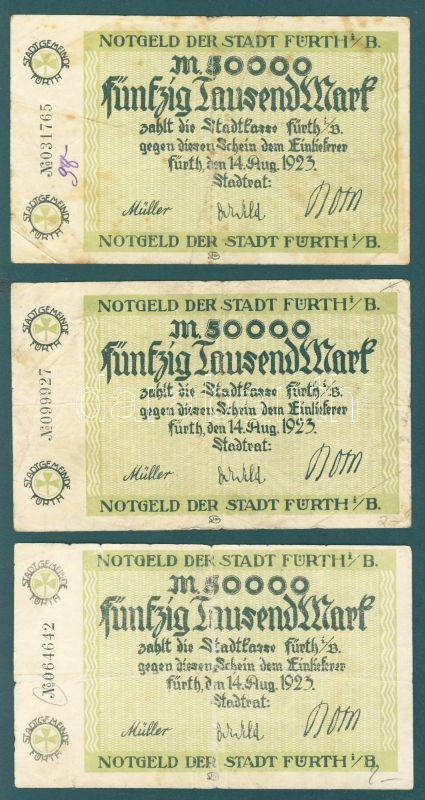 NOTGELD DER STADT FÜRTH i/B.
M. 50000
fünfzig Tausend Mark
zahlt die Stadtkasse Fürth i/B.
gegen diesen Schein dem Einlieferer
Fürth, den 14. Aug. 1923.
Stadtrat:
Müller
NOTGELD DER STADT FÜRTH i/B.
STADTGEMEINDE FÜRTH
№031765
98-
STADTGEMEINDE FÜRTH
NOTGELD DER STADT FÜRTH i/B.
M. 50000
fünfzig Tausend Mark
zahlt die Stadtkasse Fürth i/B.
gegen diesen Schein dem Einlieferer
Fürth, den 14. Aug. 1923.
Stadtrat:
Müller
NOTGELD DER STADT FÜRTH i/B.
STADTGEMEINDE FÜRTH
№099927
STADTGEMEINDE FÜRTH
NOTGELD DER STADT FÜRTH i/B.
M. 50000
fünfzig Tausend Mark
zahlt die Stadtkasse Fürth i/B.
gegen diesen Schein dem Einlieferer
Fürth, den 14. Aug. 1923.
Stadtrat:
Müller
NOTGELD DER STADT FÜRTH i/B.
STADTGEMEINDE FÜRTH
№064642
STADTGEMEINDE FÜRTH